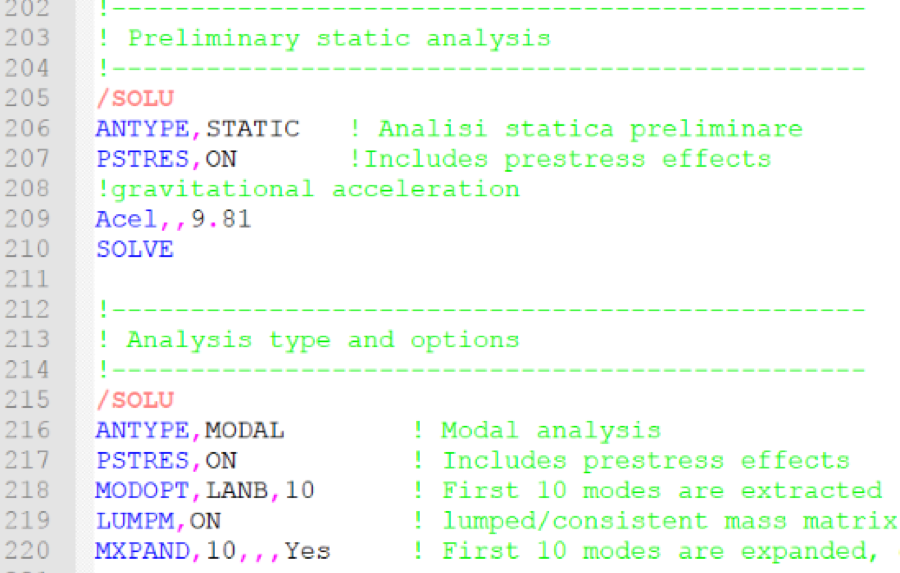 202 !------------------------------------------------
203 ! Preliminary static analysis
204 !------------------------------------------------
205 /SOLU
206 ANTYPE,STATIC ! Analisi statica preliminare
207 PSTRES,ON !Includes prestress effects
208 !gravitational acceleration
209 Acel,,9.81
210 SOLVE
211
212 !------------------------------------------------
213 ! Analysis type and options
214 !------------------------------------------------
215 /SOLU
216 ANTYPE,MODAL ! Modal analysis
217 PSTRES,ON ! Includes prestress effects
218 MODOPT,LANB,10 ! First 10 modes are extracted
219 LUMPM,ON ! lumped/consistent mass matrix
220 MXPAND,10,,,Yes ! First 10 modes are expanded,